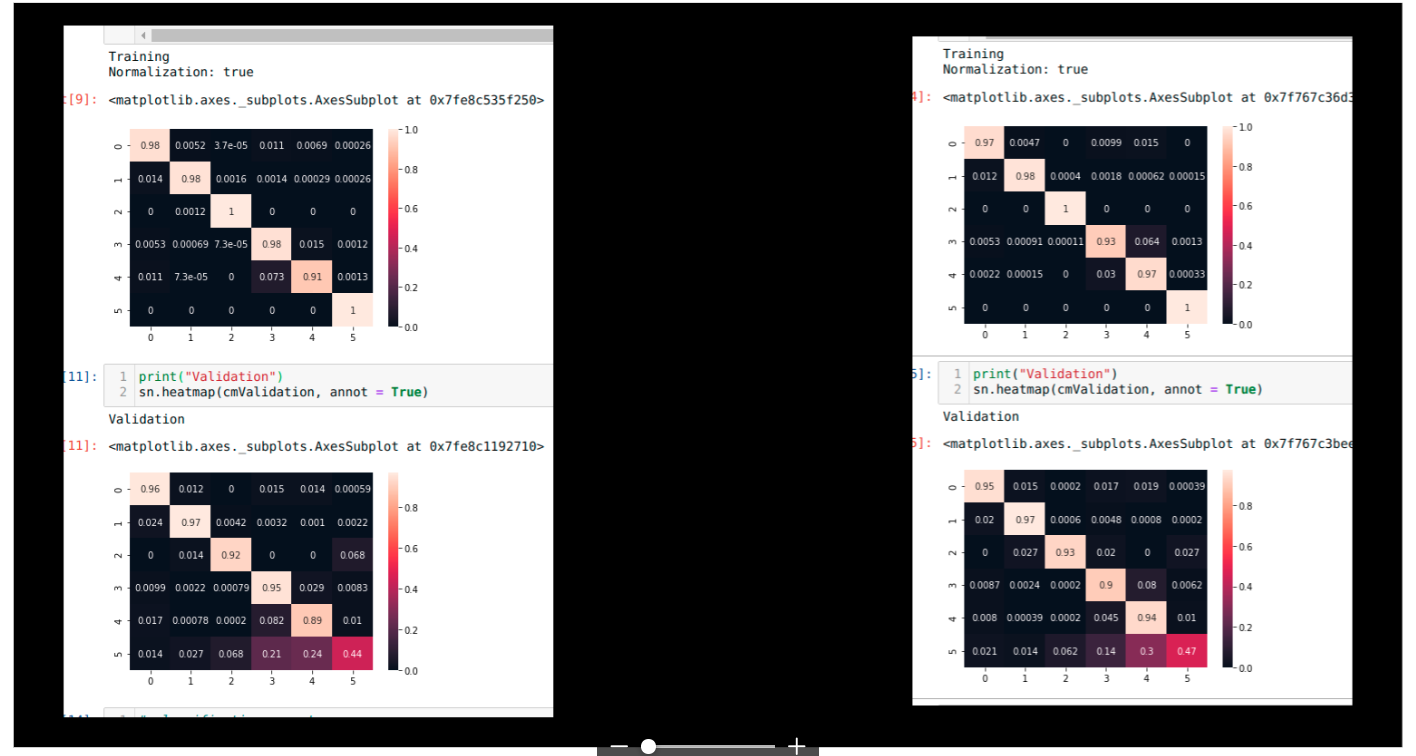 Training
Normalization: true
[9]: <matplotlib.axes._subplots.AxesSubplot at 0x7fe8c535f250>
0 0.98 0.0052 3.7e-05 0.011 0.0069 0.00026
1 0.014 0.98 0.0016 0.0014 0.00029 0.00026
2 0 0.0012 1 0 0 0
3 0.0053 0.00069 7.3e-05 0.98 0.015 0.0012
4 0.011 7.3e-05 0 0.073 0.91 0.0013
5 0 0 0 0 0 1
0 1 2 3 4 5
1.0
0.8
0.6
0.4
0.2
0.0
[11]: 1 print("Validation")
2 sn.heatmap(cmValidation, annot = True)
Validation
[11]: <matplotlib.axes._subplots.AxesSubplot at 0x7fe8c1192710>
0 0.96 0.012 0 0.015 0.014 0.00059
1 0.024 0.97 0.0042 0.0032 0.001 0.0022
2 0 0.014 0.92 0 0 0.068
3 0.0099 0.0022 0.00079 0.95 0.029 0.0083
4 0.017 0.00078 0.0002 0.082 0.89 0.01
5 0.014 0.027 0.068 0.21 0.24 0.44
0 1 2 3 4 5
0.8
0.6
0.4
0.2
0.0
Training
Normalization: true
4]: <matplotlib.axes._subplots.AxesSubplot at 0x7f767c36d3
0 0.97 0.0047 0 0.0099 0.015 0
1 0.012 0.98 0.0004 0.0018 0.00062 0.00015
2 0 0 1 0 0 0
3 0.0053 0.00091 0.00011 0.93 0.064 0.0013
4 0.0022 0.00015 0 0.03 0.97 0.00033
5 0 0 0 0 0 1
0 1 2 3 4 5
1.0
0.8
0.6
0.4
0.2
0.0
5]: 1 print("Validation")
2 sn.heatmap(cmValidation, annot = True)
Validation
5]: <matplotlib.axes._subplots.AxesSubplot at 0x7f767c3bee
0 0.95 0.015 0.0002 0.017 0.019 0.00039
1 0.02 0.97 0.0006 0.0048 0.0008 0.0002
2 0 0.027 0.93 0.02 0 0.027
3 0.0087 0.0024 0.0002 0.9 0.08 0.0062
4 0.008 0.00039 0.0002 0.045 0.94 0.01
5 0.021 0.014 0.062 0.14 0.3 0.47
0 1 2 3 4 5
0.8
0.6
0.4
0.2
0.0